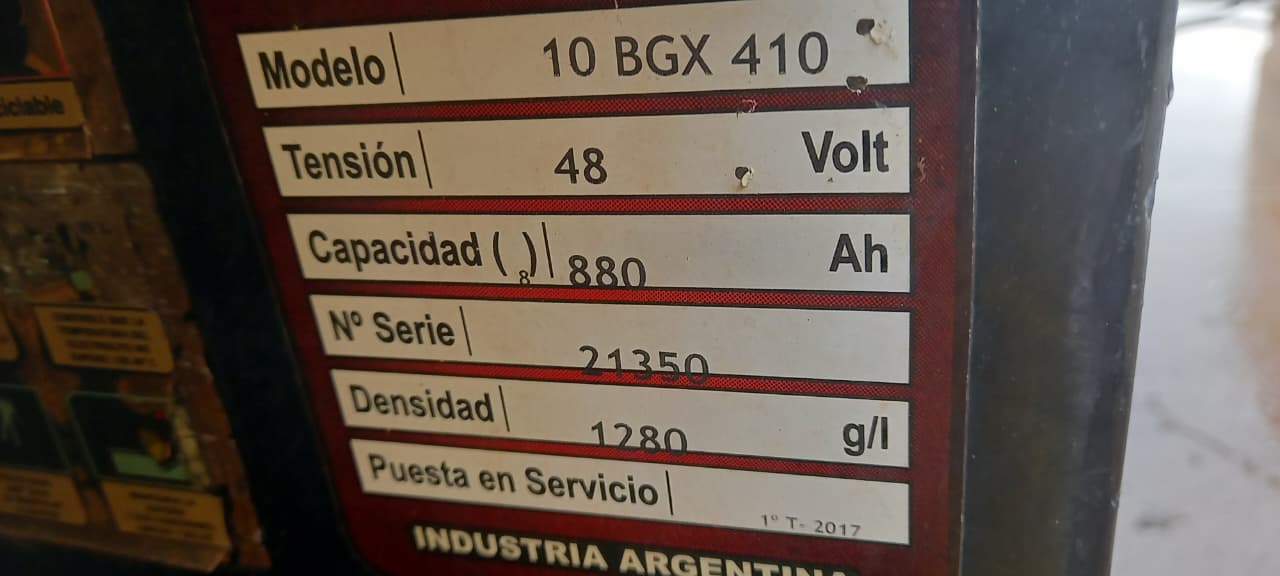 Modelo| 10 BGX 410
Tensión| 48 Volt
Capacidad (8)| 880 Ah
Nº Serie| 21350
Densidad| 1280 g/l
Puesta en Servicio| 1º T- 2017
INDUSTRIA ARGENTINA